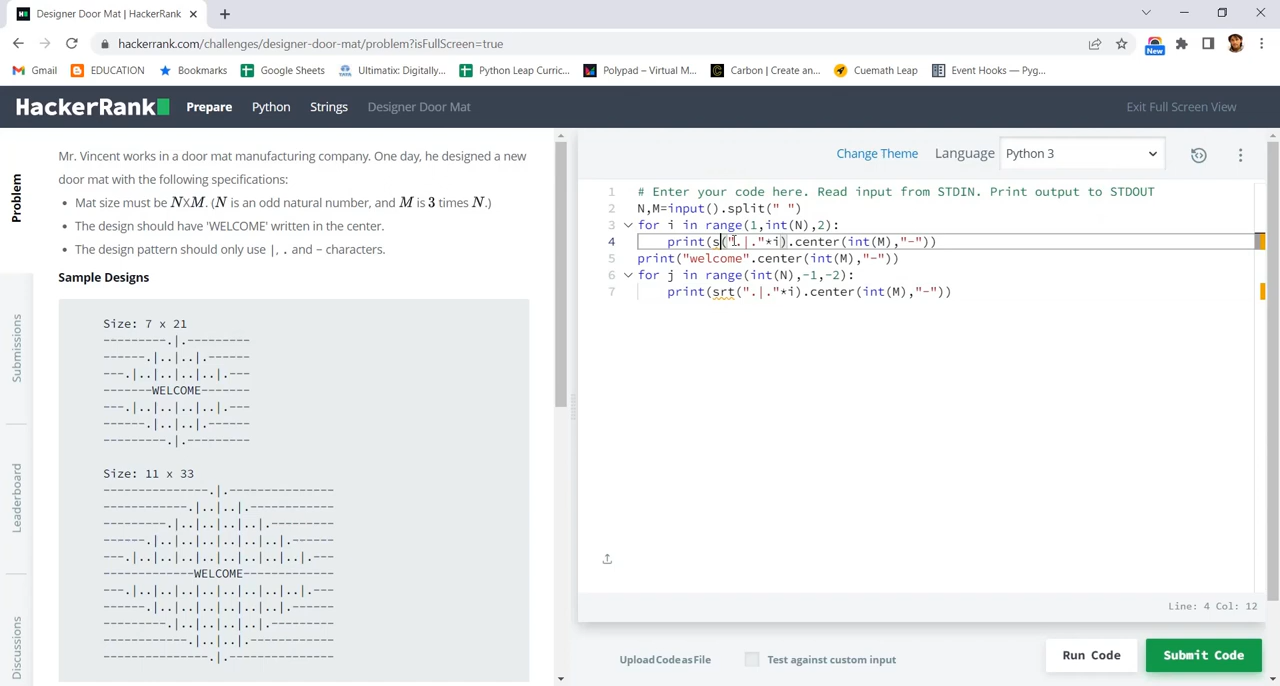 Designer Door Mat | HackerRank
hackerrank.com/challenges/designer-door-mat/problem?isFullScreen=true
New
Gmail EDUCATION Bookmarks Google Sheets Ultimatix: Digitally... Python Leap Curric... Polypad – Virtual M... Carbon | Create an... Cuemath Leap Event Hooks — Pyg...
HackerRank Prepare Python Strings Designer Door Mat Exit Full Screen View
Problem
Submissions
Leaderboard
Discussions
Mr. Vincent works in a door mat manufacturing company. One day, he designed a new
door mat with the following specifications:
• Mat size must be N×M. (N is an odd natural number, and M is 3 times N.)
• The design should have 'WELCOME' written in the center.
• The design pattern should only use |, . and − characters.
Sample Designs
Size: 7 x 21
---------.|.---------
------.|..|..|.------
---.|..|..|..|..|.---
-------WELCOME-------
---.|..|..|..|..|.---
------.|..|..|.------
---------.|.---------
Size: 11 x 33
---------------.|.---------------
------------.|..|..|.------------
---------.|..|..|..|..|.---------
------.|..|..|..|..|..|..|.------
---.|..|..|..|..|..|..|..|..|.---
-------------WELCOME-------------
---.|..|..|..|..|..|..|..|..|.---
------.|..|..|..|..|..|..|.------
---------.|..|..|..|..|.---------
------------.|..|..|.------------
---------------.|.---------------
Change Theme Language Python 3
1 # Enter your code here. Read input from STDIN. Print output to STDOUT
2 N,M=input().split(" ")
3 for i in range(1,int(N),2):
4 print(s(".|."*i).center(int(M),"-"))
5 print("welcome".center(int(M),"-"))
6 for j in range(int(N),-1,-2):
7 print(srt(".|."*i).center(int(M),"-"))
Line: 4 Col: 12
Upload Code as File Test against custom input Run Code Submit Code